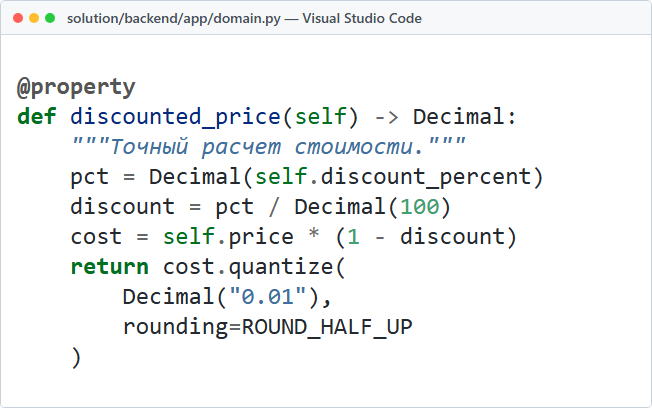 solution/backend/app/domain.py — Visual Studio Code
@property
def discounted_price(self) -> Decimal:
    """Точный расчет стоимости."""
    pct = Decimal(self.discount_percent)
    discount = pct / Decimal(100)
    cost = self.price * (1 - discount)
    return cost.quantize(
        Decimal("0.01"),
        rounding=ROUND_HALF_UP
    )